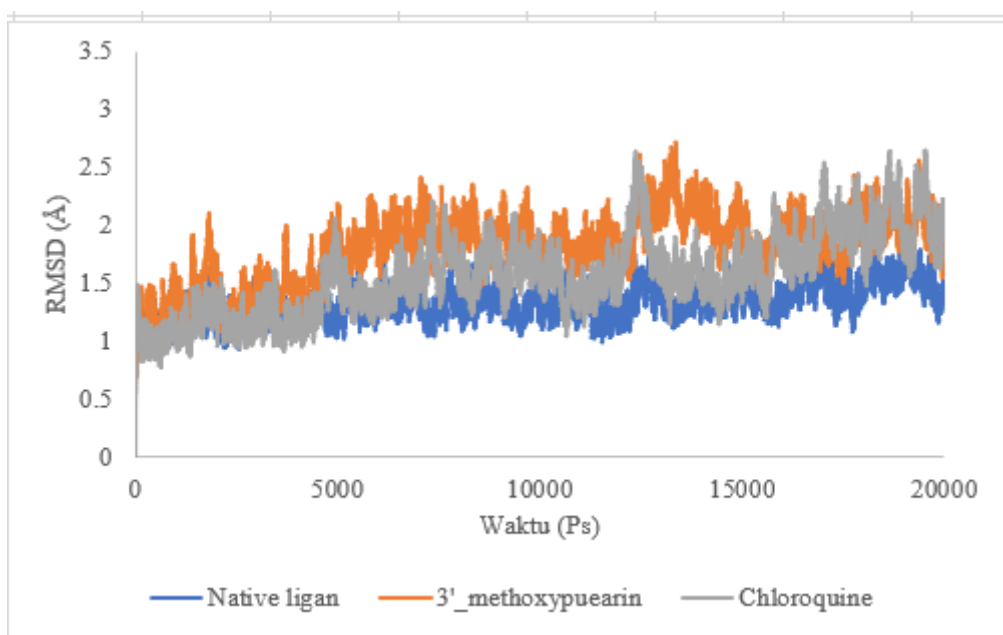 3.5
3
2.5
2
1.5
1
0.5
0
RMSD (Å)
0 5000 10000 15000 20000
Waktu (Ps)
Native ligan 3'_methoxypuearin Chloroquine